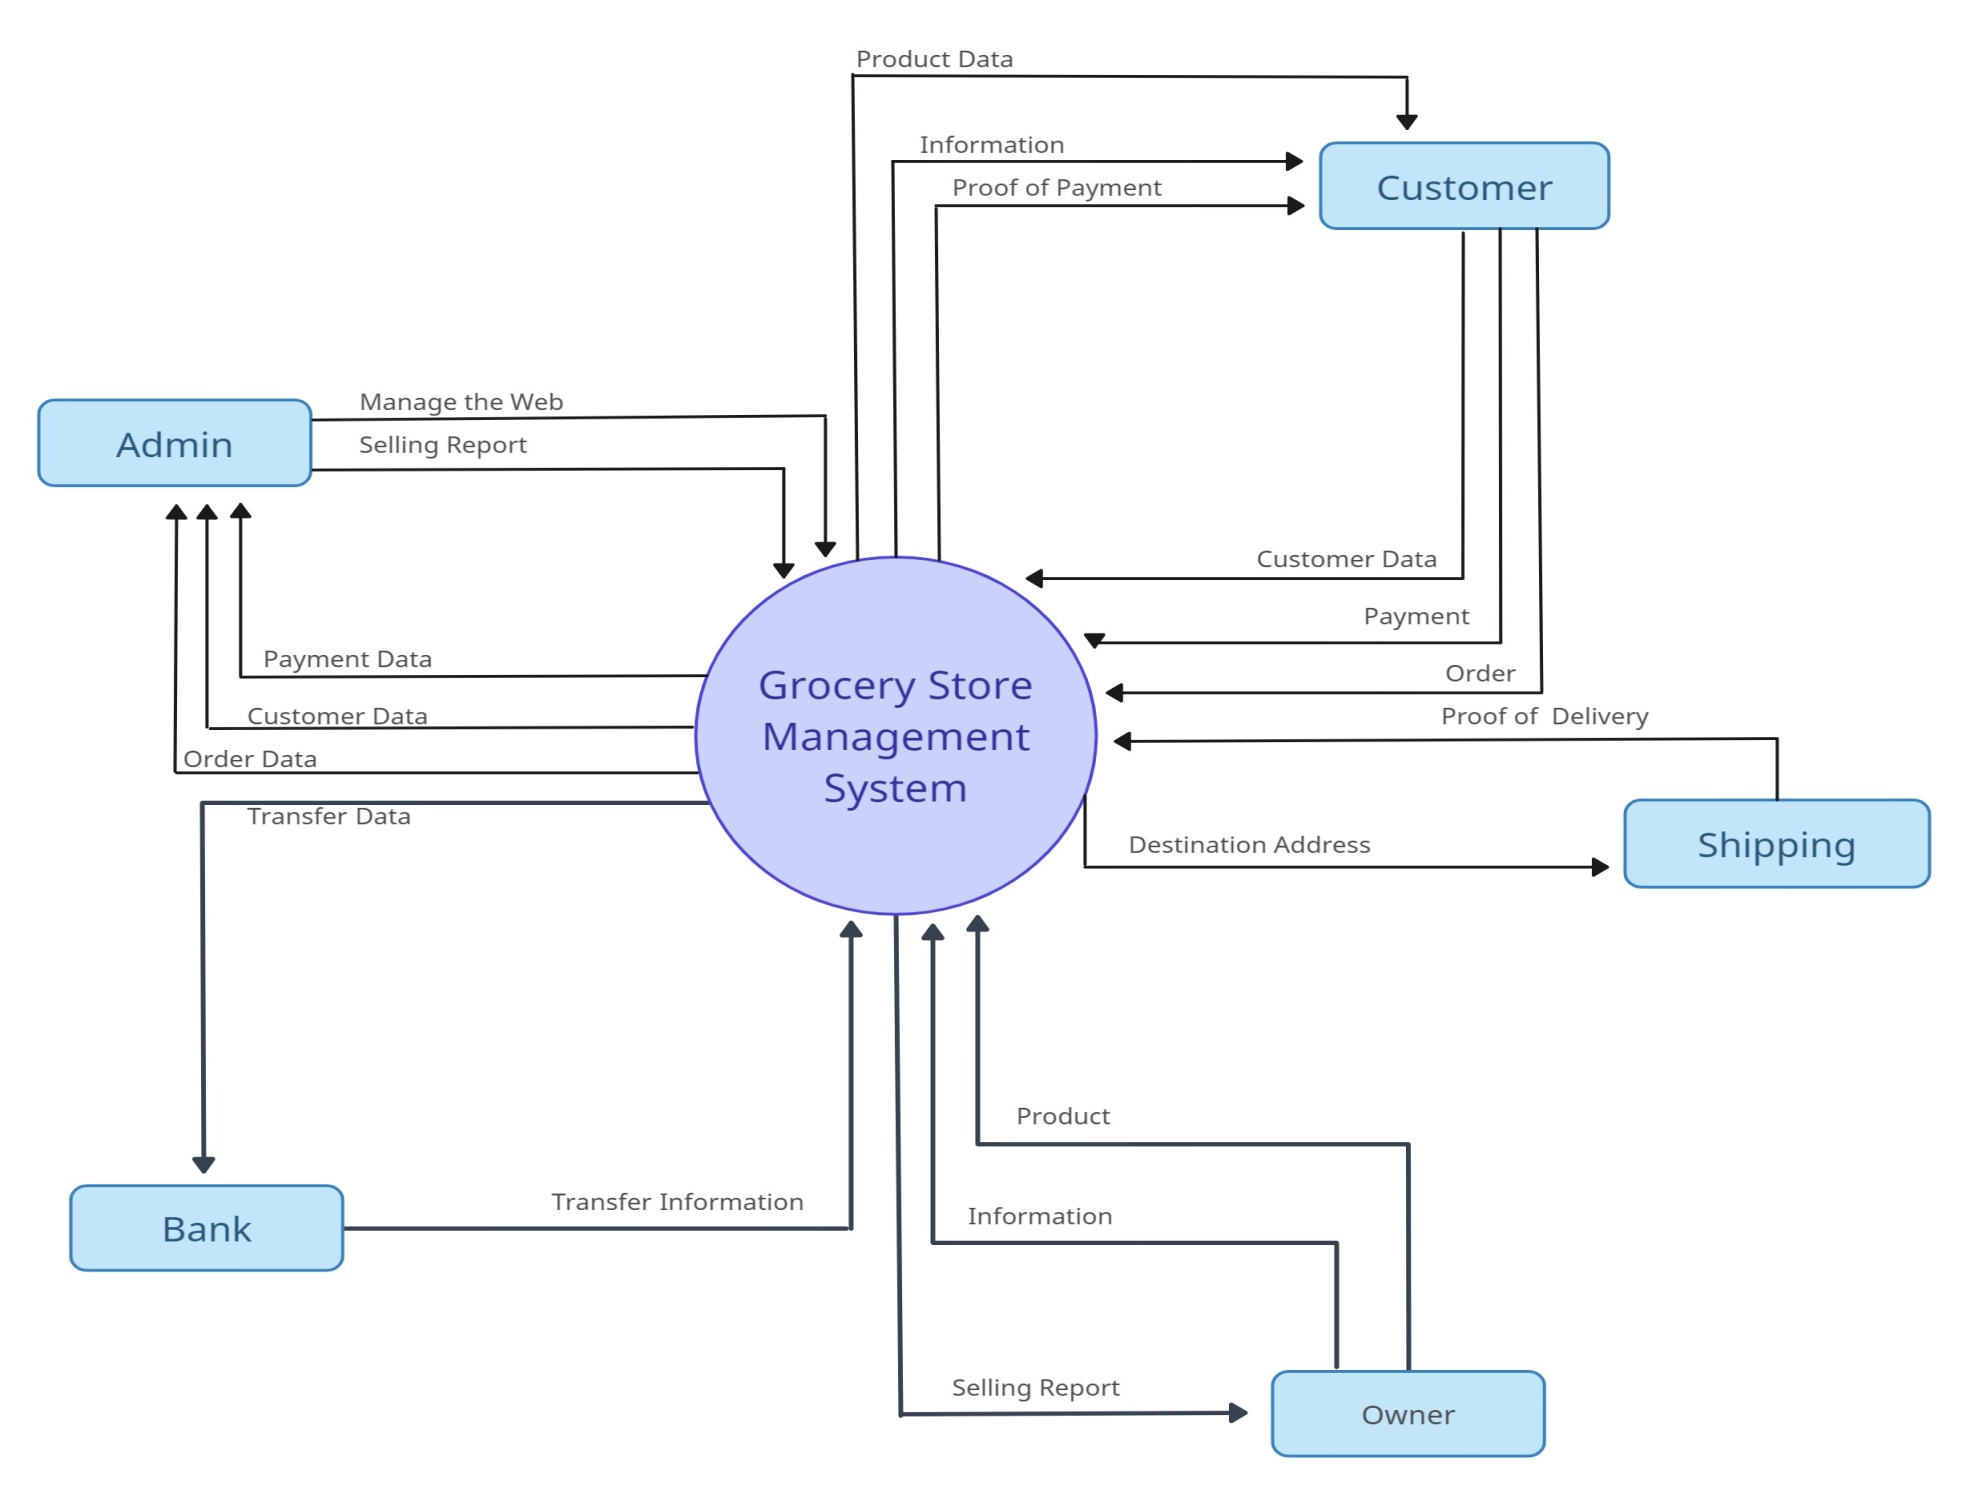 Product Data
Information
Proof of Payment
Customer
Manage the Web
Admin
Selling Report
Customer Data
Payment
Payment Data
Order
Grocery Store
Management
System
Customer Data
Proof of  Delivery
Order Data
Transfer Data
Destination Address
Shipping
Product
Transfer Information
Information
Bank
Selling Report
Owner